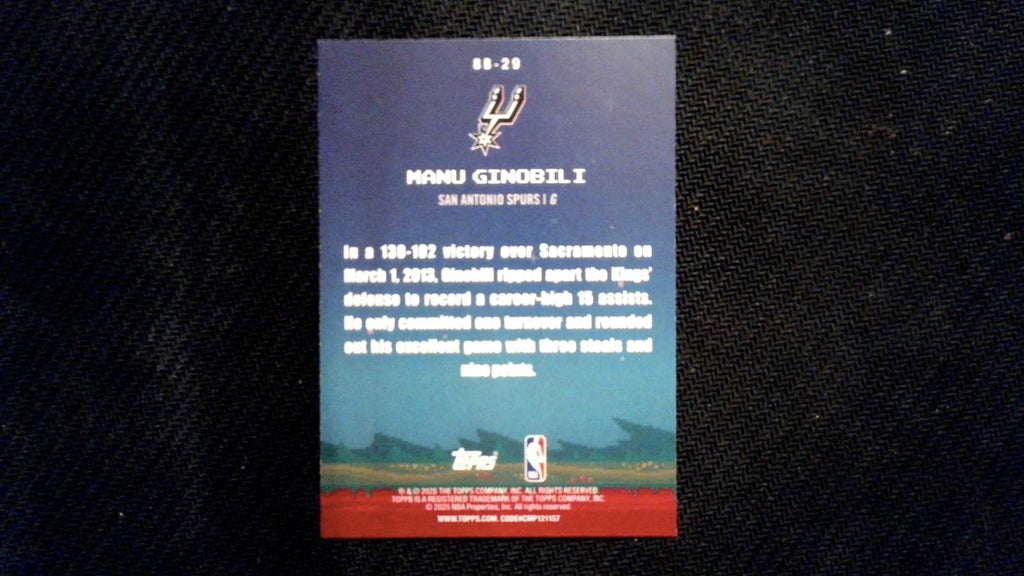 8B-29
MANU GINOBILI
SAN ANTONIO SPURS | G
In a 130-102 victory over Sacramento on
March 1, 2013, Ginobili ripped apart the Kings'
defense to record a career-high 15 assists.
He only committed one turnover and rounded
out his excellent game with three steals and
nine points.
Topps
® & © 2025 THE TOPPS COMPANY, INC. ALL RIGHTS RESERVED.
TOPPS IS A REGISTERED TRADEMARK OF THE TOPPS COMPANY, INC.
© 2025 NBA Properties, Inc. All rights reserved.
WWW.TOPPS.COM. CODE#CMP121157